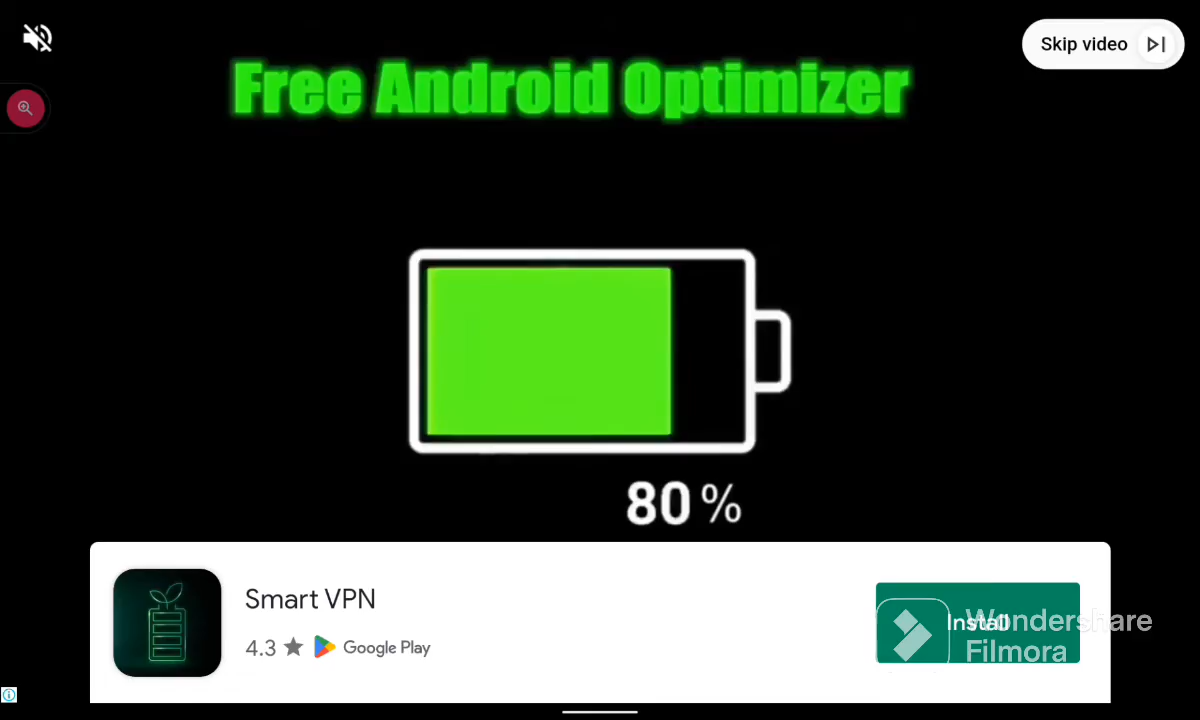 Skip video
Free Android Optimizer
80%
Smart VPN
4.3 ★ Google Play
Install
Wondershare
Filmora